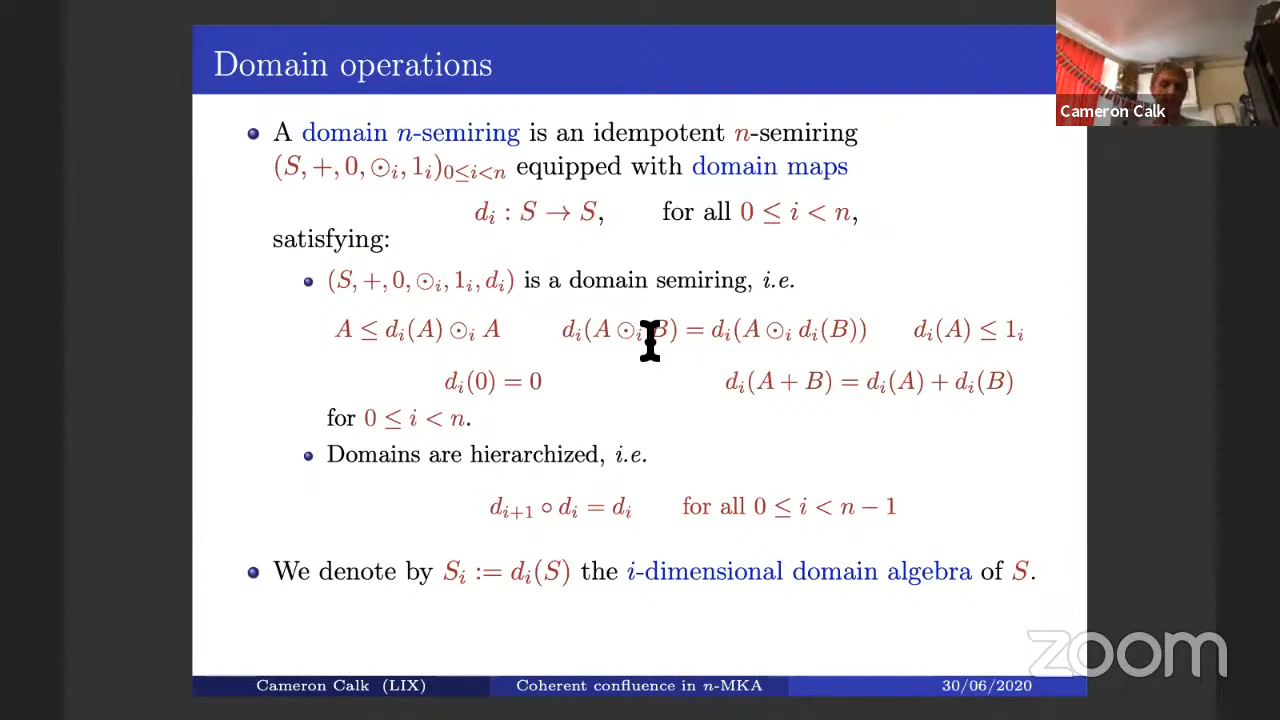 Domain operations
Cameron Calk
A domain n-semiring is an idempotent n-semiring
(S, +, 0, ⊙ᵢ, 1ᵢ)₀≤ᵢ<ₙ equipped with domain maps
dᵢ : S → S, for all 0 ≤ i < n,
satisfying:
(S, +, 0, ⊙ᵢ, 1ᵢ, dᵢ) is a domain semiring, i.e.
A ≤ dᵢ(A) ⊙ᵢ A dᵢ(A ⊙ᵢ B) = dᵢ(A ⊙ᵢ dᵢ(B)) dᵢ(A) ≤ 1ᵢ
dᵢ(0) = 0 dᵢ(A + B) = dᵢ(A) + dᵢ(B)
for 0 ≤ i < n.
Domains are hierarchized, i.e.
dᵢ₊₁ ∘ dᵢ = dᵢ for all 0 ≤ i < n − 1
We denote by Sᵢ := dᵢ(S) the i-dimensional domain algebra of S.
zoom
Cameron Calk (LIX) Coherent confluence in n-MKA 30/06/2020